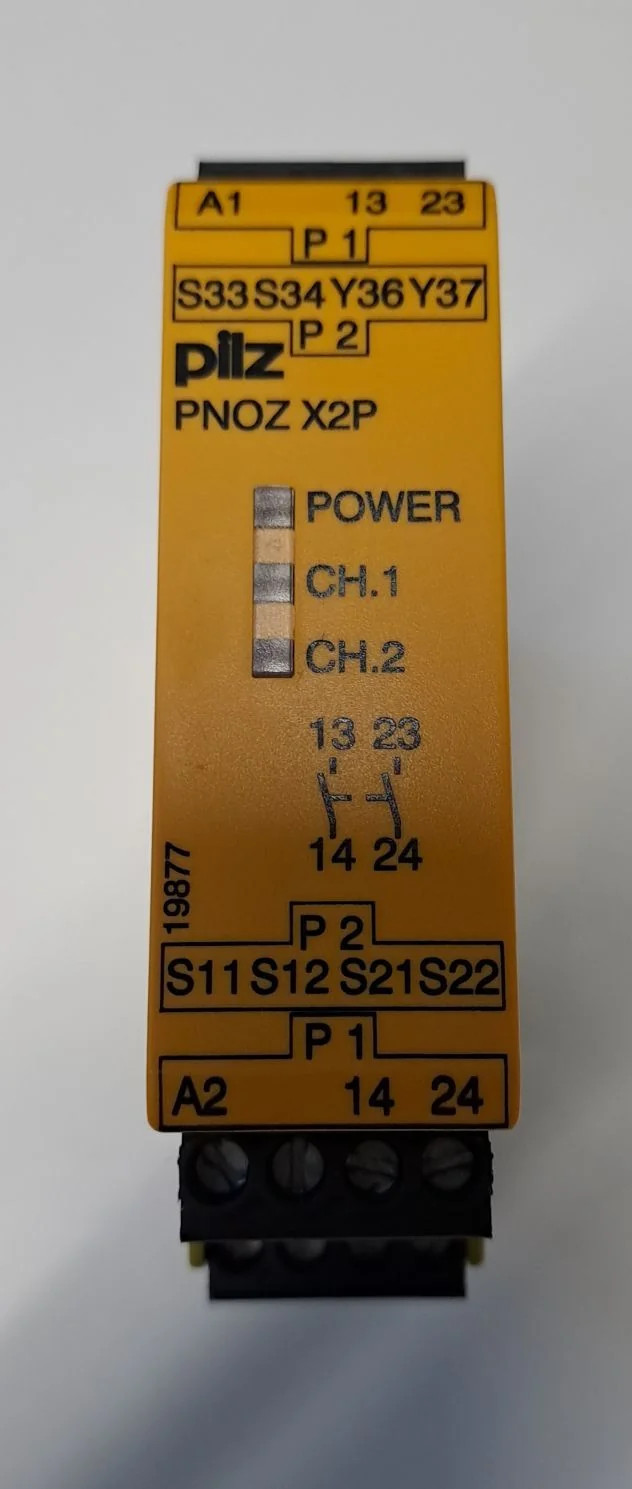 A1 13 23
P 1
S33 S34 Y36 Y37
P 2
pilz
PNOZ X2P
POWER
CH.1
CH.2
13 23
14 24
19877
P 2
S11 S12 S21 S22
P 1
A2 14 24